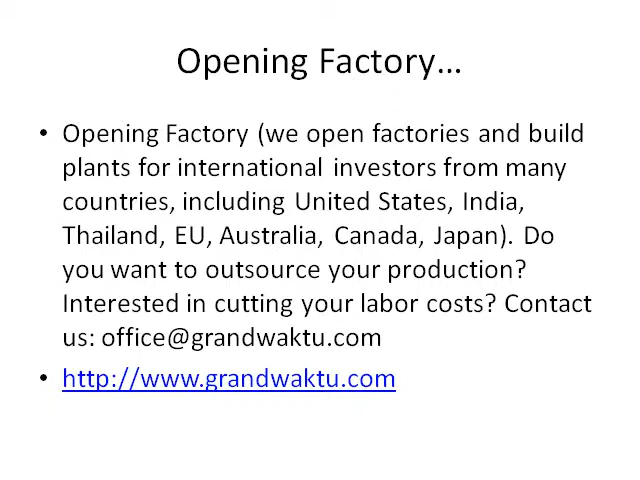 Opening Factory…
• Opening Factory (we open factories and build
plants for international investors from many
countries, including United States, India,
Thailand, EU, Australia, Canada, Japan). Do
you want to outsource your production?
Interested in cutting your labor costs? Contact
us: office@grandwaktu.com
• http://www.grandwaktu.com